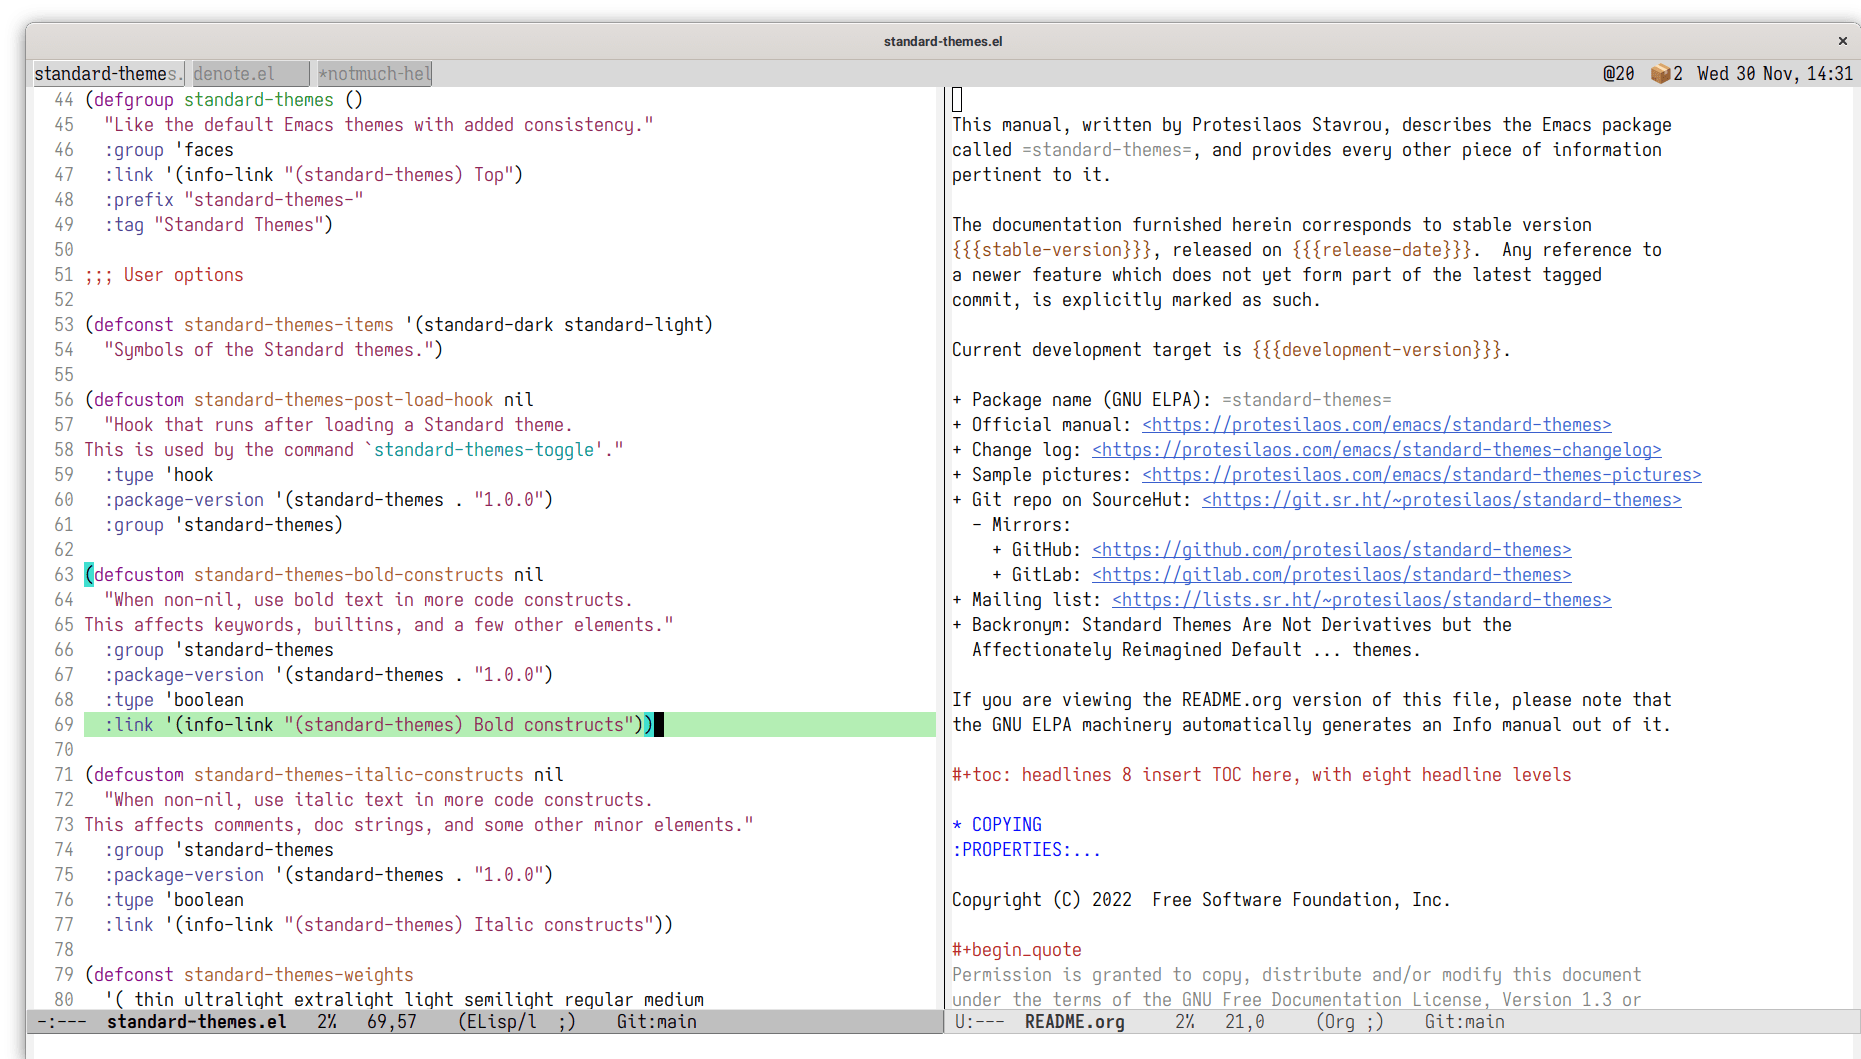 standard-themes.el ×
standard-themes. denote.el *notmuch-hel @20 📦2 Wed 30 Nov, 14:31
44 (defgroup standard-themes ()
45   "Like the default Emacs themes with added consistency."
46   :group 'faces
47   :link '(info-link "(standard-themes) Top")
48   :prefix "standard-themes-"
49   :tag "Standard Themes")
50
51 ;;; User options
52
53 (defconst standard-themes-items '(standard-dark standard-light)
54   "Symbols of the Standard themes.")
55
56 (defcustom standard-themes-post-load-hook nil
57   "Hook that runs after loading a Standard theme.
58 This is used by the command `standard-themes-toggle'."
59   :type 'hook
60   :package-version '(standard-themes . "1.0.0")
61   :group 'standard-themes)
62
63 (defcustom standard-themes-bold-constructs nil
64   "When non-nil, use bold text in more code constructs.
65 This affects keywords, builtins, and a few other elements."
66   :group 'standard-themes
67   :package-version '(standard-themes . "1.0.0")
68   :type 'boolean
69   :link '(info-link "(standard-themes) Bold constructs"))
70
71 (defcustom standard-themes-italic-constructs nil
72   "When non-nil, use italic text in more code constructs.
73 This affects comments, doc strings, and some other minor elements."
74   :group 'standard-themes
75   :package-version '(standard-themes . "1.0.0")
76   :type 'boolean
77   :link '(info-link "(standard-themes) Italic constructs"))
78
79 (defconst standard-themes-weights
80   '( thin ultralight extralight light semilight regular medium
-:---  standard-themes.el   2%   69,57    (ELisp/l  ;)    Git:main
This manual, written by Protesilaos Stavrou, describes the Emacs package
called =standard-themes=, and provides every other piece of information
pertinent to it.

The documentation furnished herein corresponds to stable version
{{{stable-version}}}, released on {{{release-date}}}.  Any reference to
a newer feature which does not yet form part of the latest tagged
commit, is explicitly marked as such.

Current development target is {{{development-version}}}.

+ Package name (GNU ELPA): =standard-themes=
+ Official manual: <https://protesilaos.com/emacs/standard-themes>
+ Change log: <https://protesilaos.com/emacs/standard-themes-changelog>
+ Sample pictures: <https://protesilaos.com/emacs/standard-themes-pictures>
+ Git repo on SourceHut: <https://git.sr.ht/~protesilaos/standard-themes>
  - Mirrors:
    + GitHub: <https://github.com/protesilaos/standard-themes>
    + GitLab: <https://gitlab.com/protesilaos/standard-themes>
+ Mailing list: <https://lists.sr.ht/~protesilaos/standard-themes>
+ Backronym: Standard Themes Are Not Derivatives but the
  Affectionately Reimagined Default ... themes.

If you are viewing the README.org version of this file, please note that
the GNU ELPA machinery automatically generates an Info manual out of it.

#+toc: headlines 8 insert TOC here, with eight headline levels

* COPYING
:PROPERTIES:...

Copyright (C) 2022  Free Software Foundation, Inc.

#+begin_quote
Permission is granted to copy, distribute and/or modify this document
under the terms of the GNU Free Documentation License, Version 1.3 or
U:---  README.org     2%   21,0     (Org ;)    Git:main